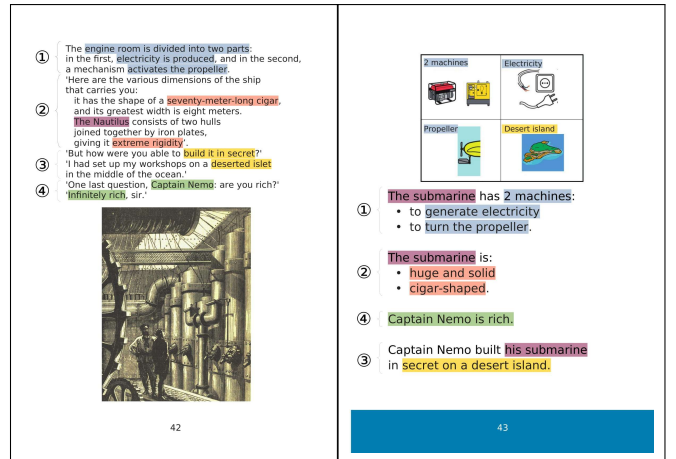 ①
The engine room is divided into two parts:
in the first, electricity is produced, and in the second,
a mechanism activates the propeller.
②
'Here are the various dimensions of the ship
that carries you:
it has the shape of a seventy-meter-long cigar,
and its greatest width is eight meters.
The Nautilus consists of two hulls
joined together by iron plates,
giving it extreme rigidity'.
③
'But how were you able to build it in secret?'
'I had set up my workshops on a deserted islet
in the middle of the ocean.'
④
'One last question, Captain Nemo: are you rich?'
'Infinitely rich, sir.'
42
2 machines
Electricity
Propeller
Desert island
①
The submarine has 2 machines:
• to generate electricity
• to turn the propeller.
②
The submarine is:
• huge and solid
• cigar-shaped.
④
Captain Nemo is rich.
③
Captain Nemo built his submarine
in secret on a desert island.
43